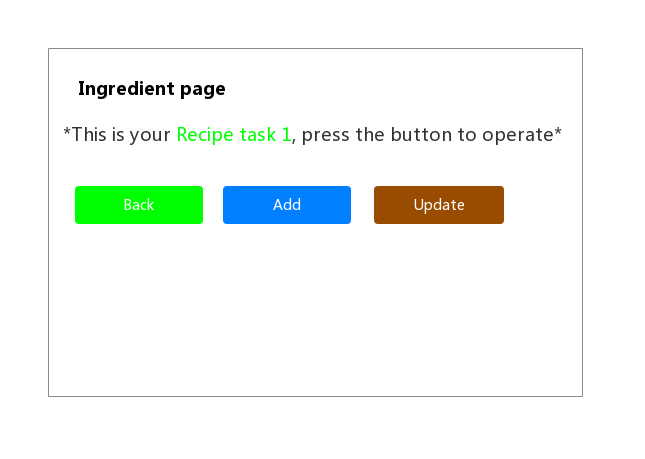 Ingredient page
*This is your Recipe task 1, press the button to operate*
Back Add Update